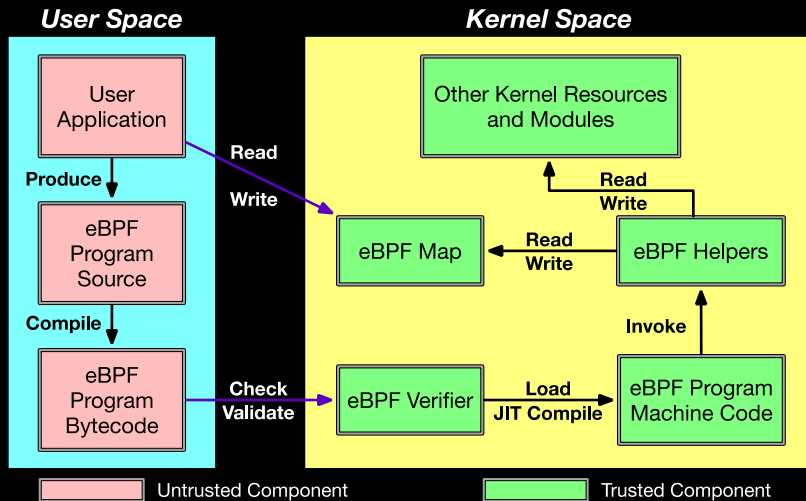 User Space
Kernel Space
User
Application
Other Kernel Resources
and Modules
Read
Write
Produce
Read
Write
eBPF
Program
Source
eBPF Map
Read
Write
eBPF Helpers
Compile
Invoke
eBPF
Program
Bytecode
Check
Validate
eBPF Verifier
Load
JIT Compile
eBPF Program
Machine Code
Untrusted Component
Trusted Component